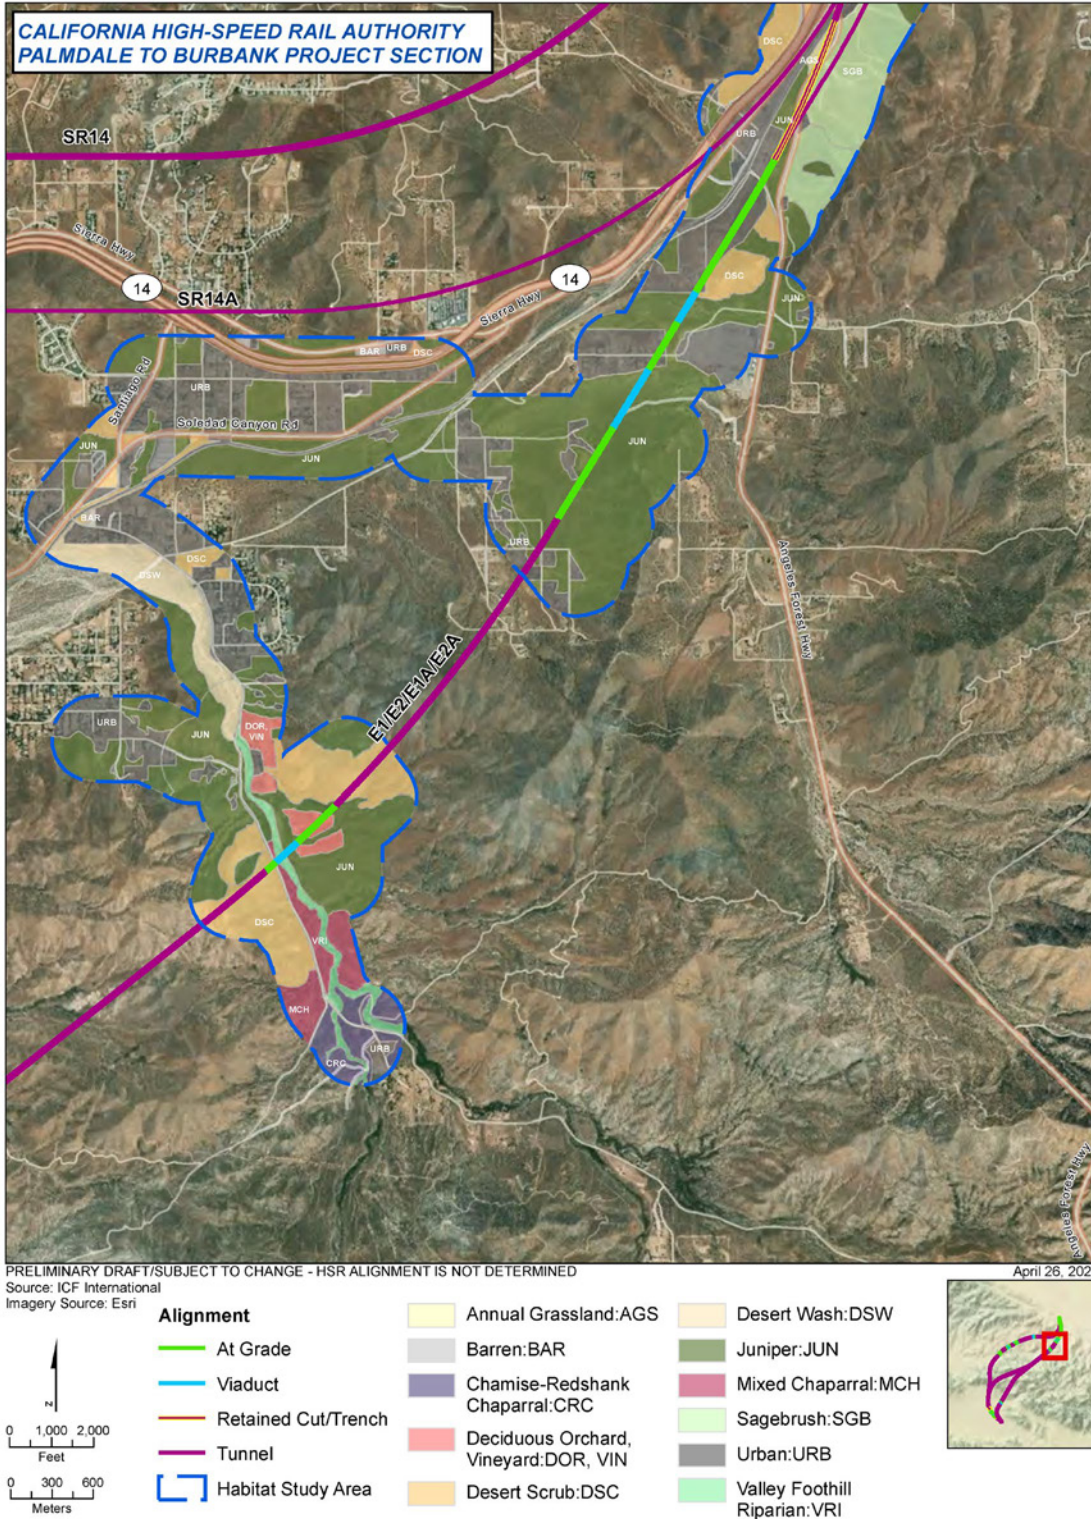 CALIFORNIA HIGH-SPEED RAIL AUTHORITY
PALMDALE TO BURBANK PROJECT SECTION
DSC
AGS
SGB
SR14
JUN
URB
Sierra Hwy
14
14
DSC
SR14A
JUN
Sierra Hwy
BAR
URB
DSC
Santiago Rd
URB
Soledad Canyon Rd
JUN
JUN
JUN
BAR
URB
DSC
DSW
Angeles Forest Hwy
E1/E2/E1A/E2A
URB
DOR,
VIN
JUN
JUN
DSC
VRI
MCH
URB
CRC
Angeles Forest Hwy
PRELIMINARY DRAFT/SUBJECT TO CHANGE - HSR ALIGNMENT IS NOT DETERMINED
April 26, 202
Source: ICF International
Imagery Source: Esri
N
0 1,000 2,000
Feet
0 300 600
Meters
Alignment
At Grade
Viaduct
Retained Cut/Trench
Tunnel
Habitat Study Area
Annual Grassland:AGS
Barren:BAR
Chamise-Redshank
Chaparral:CRC
Deciduous Orchard,
Vineyard:DOR, VIN
Desert Scrub:DSC
Desert Wash:DSW
Juniper:JUN
Mixed Chaparral:MCH
Sagebrush:SGB
Urban:URB
Valley Foothill
Riparian:VRI